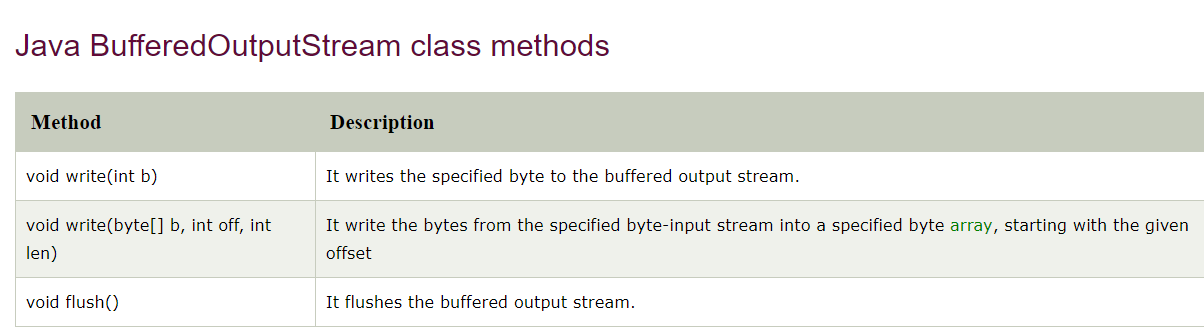 Java BufferedOutputStream class methods
Method Description
void write(int b) It writes the specified byte to the buffered output stream.
void write(byte[] b, int off, int It write the bytes from the specified byte-input stream into a specified byte array, starting with the given
len) offset
void flush() It flushes the buffered output stream.